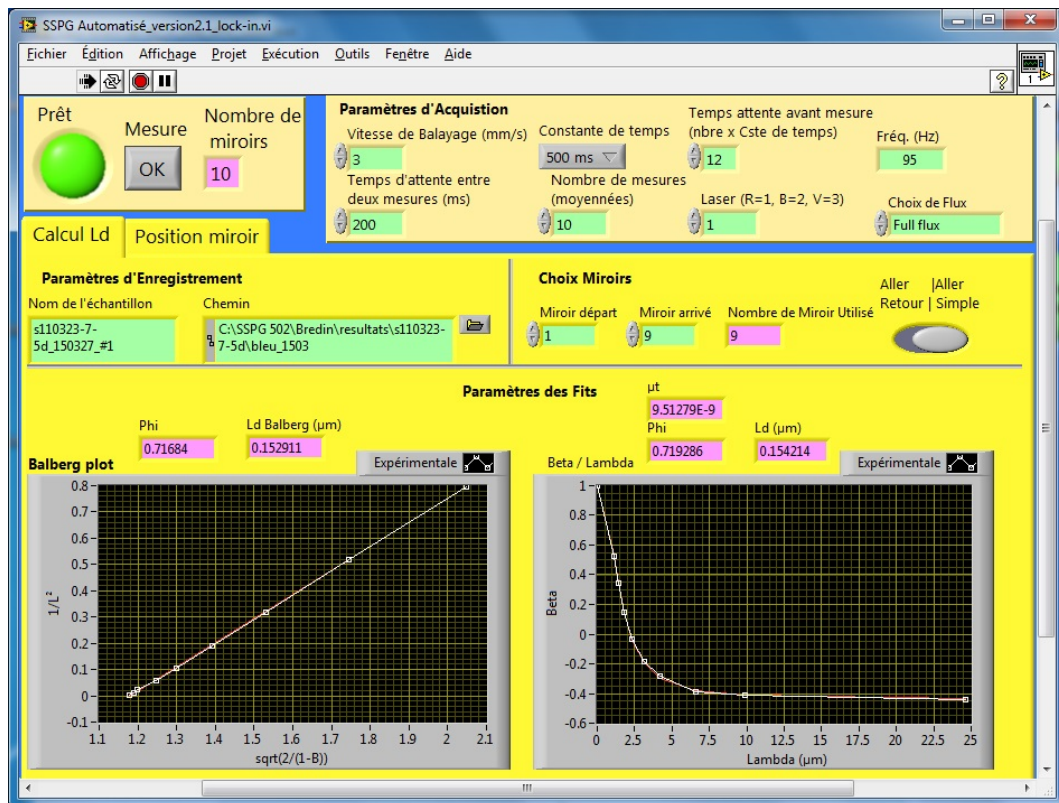 SSPG Automatisé_version2.1_lock-in.vi
Fichier Édition Affichage Projet Exécution Outils Fenêtre Aide
1
Prêt
Mesure
OK
Nombre de
miroirs
10
Paramètres d'Acquistion
Vitesse de Balayage (mm/s)
3
Constante de temps
500 ms
Temps attente avant mesure
(nbre x Cste de temps)
12
Fréq. (Hz)
95
Temps d'attente entre
deux mesures (ms)
200
Nombre de mesures
(moyennées)
10
Laser (R=1, B=2, V=3)
1
Choix de Flux
Full flux
Calcul Ld
Position miroir
Paramètres d'Enregistrement
Nom de l'échantillon
s110323-7-
5d_150327_#1
Chemin
C:\SSPG 502\Bredin\resultats\s110323-
7-5d\bleu_1503
Choix Miroirs
Miroir départ
1
Miroir arrivé
9
Nombre de Miroir Utilisé
9
Aller |Aller
Retour | Simple
Paramètres des Fits
Phi
0.71684
Ld Balberg (µm)
0.152911
µt
9.51279E-9
Phi
0.719286
Ld (µm)
0.154214
Balberg plot
Expérimentale
0.8
0.7
0.6
0.5
0.4
0.3
0.2
0.1
0
-0.1
1/L²
1.1 1.2 1.3 1.4 1.5 1.6 1.7 1.8 1.9 2 2.1
sqrt(2/(1-B))
Beta / Lambda
Expérimentale
1
0.8
0.6
0.4
0.2
0
-0.2
-0.4
-0.6
Beta
0 2.5 5 7.5 10 12.5 15 17.5 20 22.5 25
Lambda (µm)